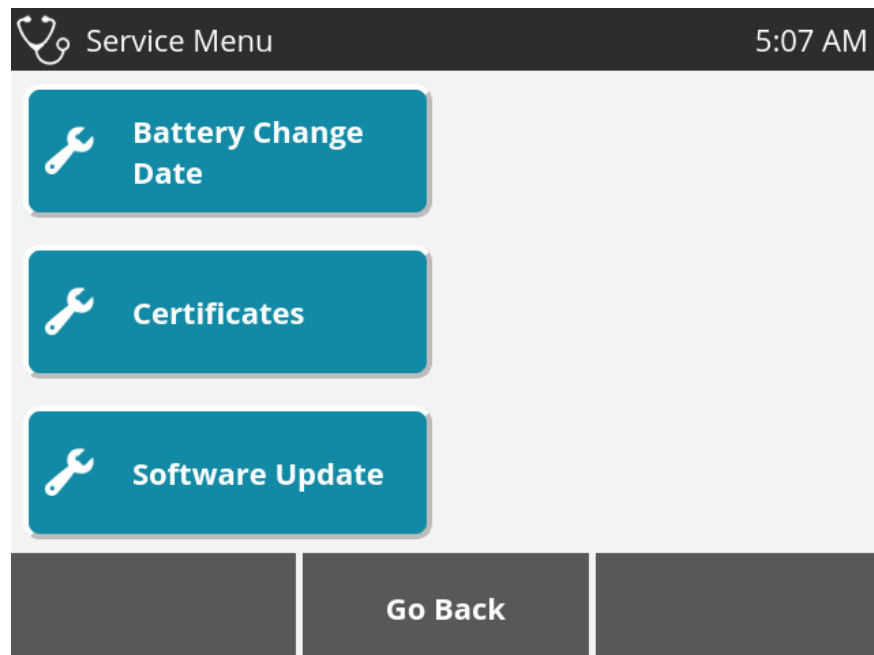 Service Menu
5:07 AM
Battery Change
Date
Certificates
Software Update
Go Back